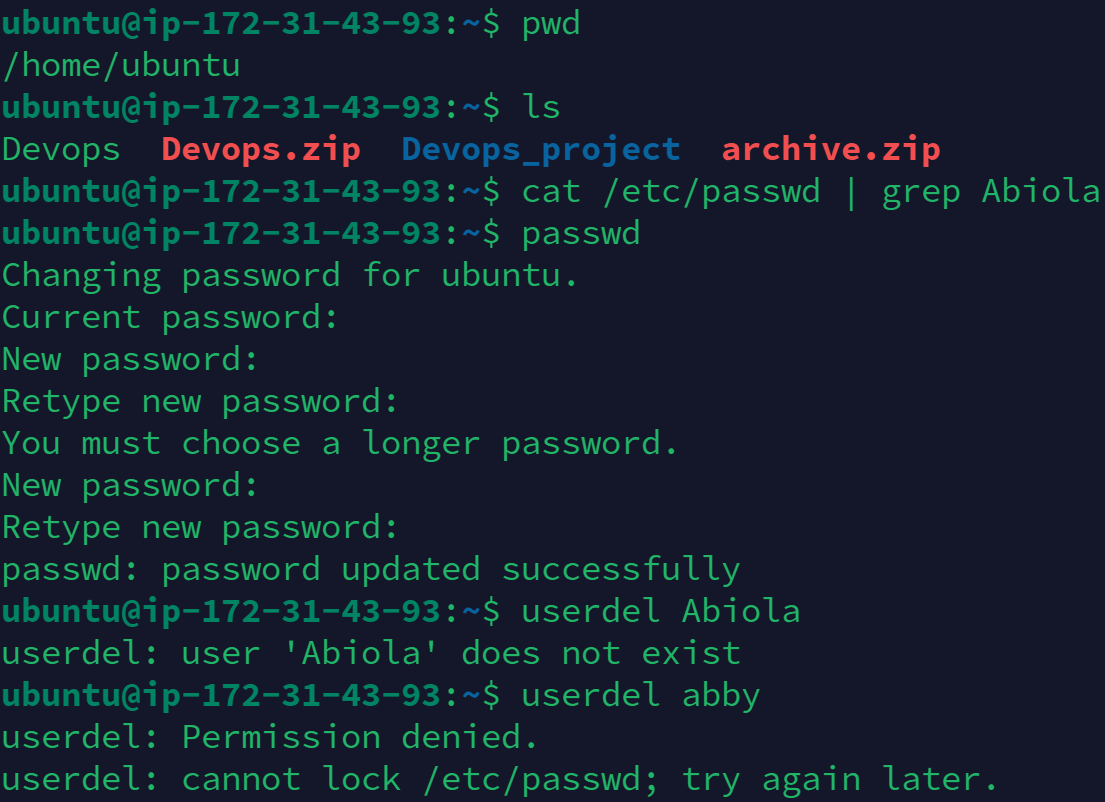 ubuntu@ip-172-31-43-93:~$ pwd
/home/ubuntu
ubuntu@ip-172-31-43-93:~$ ls
Devops  Devops.zip  Devops_project  archive.zip
ubuntu@ip-172-31-43-93:~$ cat /etc/passwd | grep Abiola
ubuntu@ip-172-31-43-93:~$ passwd
Changing password for ubuntu.
Current password:
New password:
Retype new password:
You must choose a longer password.
New password:
Retype new password:
passwd: password updated successfully
ubuntu@ip-172-31-43-93:~$ userdel Abiola
userdel: user 'Abiola' does not exist
ubuntu@ip-172-31-43-93:~$ userdel abby
userdel: Permission denied.
userdel: cannot lock /etc/passwd; try again later.